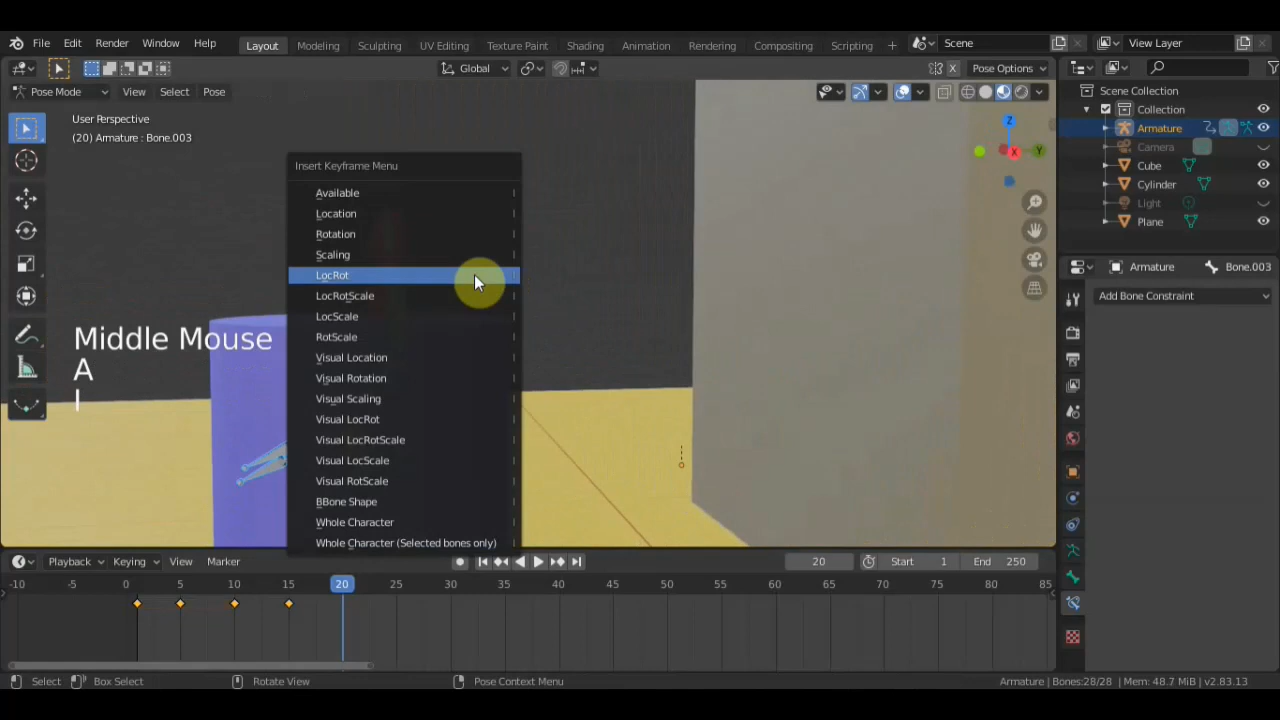 File Edit Render Window Help Layout Modeling Sculpting UV Editing Texture Paint Shading Animation Rendering Compositing Scripting + Scene View Layer
Global Pose Options
Pose Mode View Select Pose
User Perspective
(20) Armature : Bone.003
Z
X
Y
Insert Keyframe Menu
Available I
Location I
Rotation I
Scaling I
LocRot I
LocRotScale I
LocScale I
RotScale I
Visual Location I
Visual Rotation I
Visual Scaling I
Visual LocRot I
Visual LocRotScale I
Visual LocScale I
Visual RotScale I
BBone Shape I
Whole Character I
Whole Character (Selected bones only) I
Middle Mouse
A
I
Scene Collection
Collection
Armature
Camera
Cube
Cylinder
Light
Plane
Armature Bone.003
Add Bone Constraint
Playback Keying View Marker 20 Start 1 End 250
-10 -5 0 5 10 15 20 25 30 35 40 45 50 55 60 65 70 75 80 85
Select Box Select Rotate View Pose Context Menu Armature | Bones:28/28 | Mem: 48.7 MiB | v2.83.13